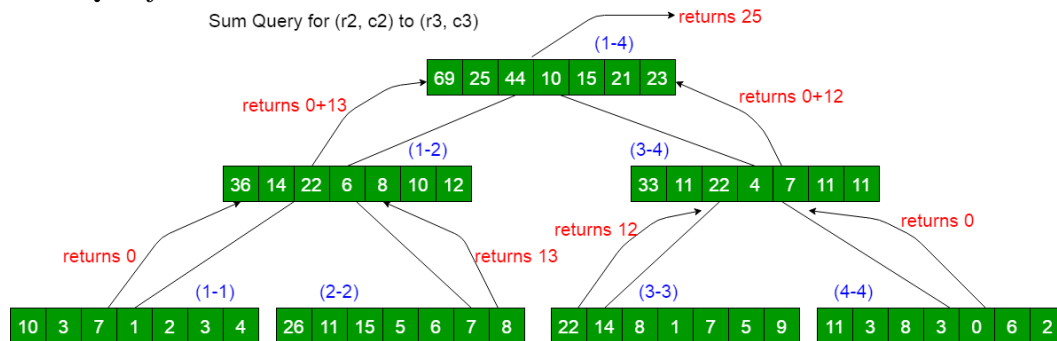 Sum Query for (r2, c2) to (r3, c3)
returns 25
(1-4)
69 25 44 10 15 21 23
returns 0+13
returns 0+12
(1-2)
(3-4)
36 14 22 6 8 10 12
33 11 22 4 7 11 11
returns 0
returns 13
returns 12
returns 0
(1-1)
(2-2)
(3-3)
(4-4)
10 3 7 1 2 3 4
26 11 15 5 6 7 8
22 14 8 1 7 5 9
11 3 8 3 0 6 2